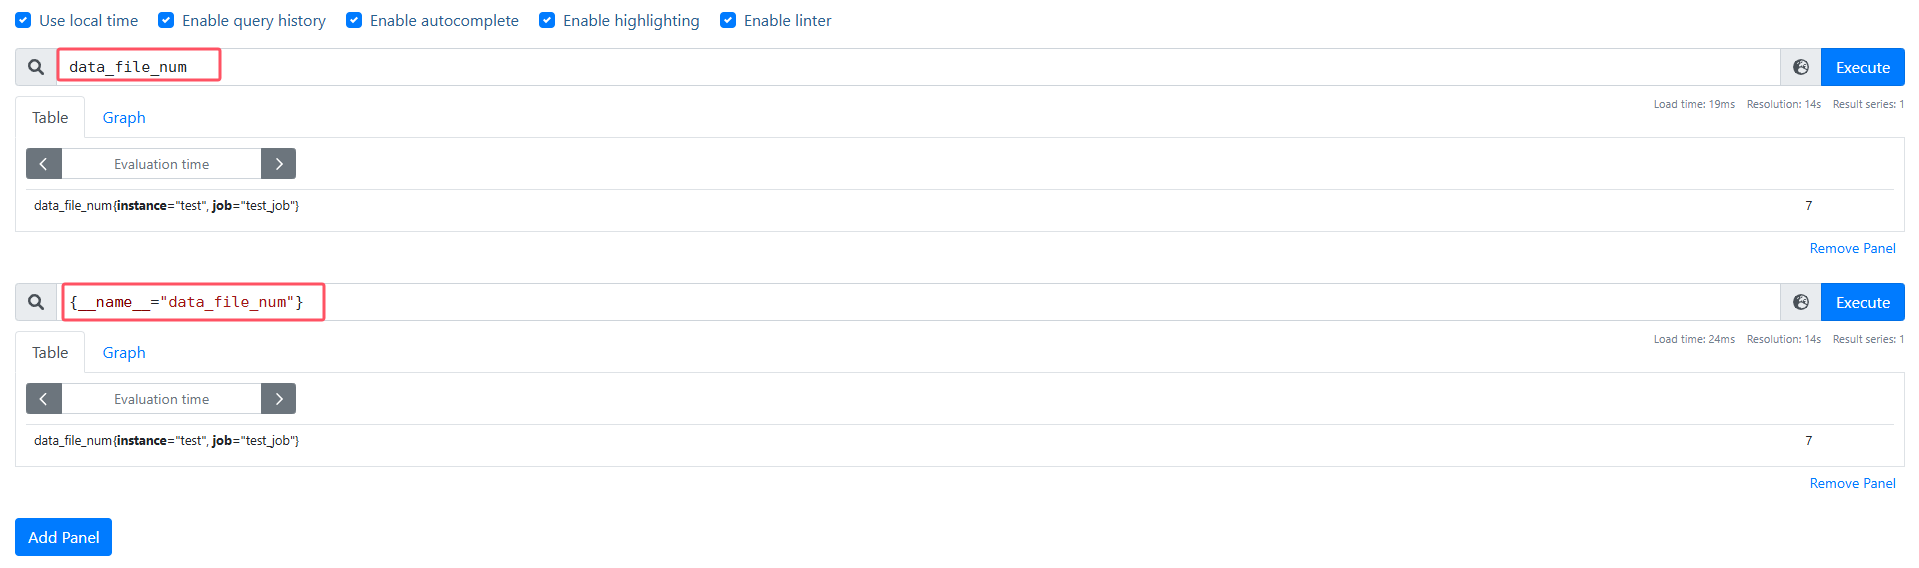 Use local time Enable query history Enable autocomplete Enable highlighting Enable linter
data_file_num Execute
Table Graph Load time: 19ms Resolution: 14s Result series: 1
Evaluation time
data_file_num{instance="test", job="test_job"} 7
Remove Panel
{__name__="data_file_num"} Execute
Table Graph Load time: 24ms Resolution: 14s Result series: 1
Evaluation time
data_file_num{instance="test", job="test_job"} 7
Remove Panel
Add Panel